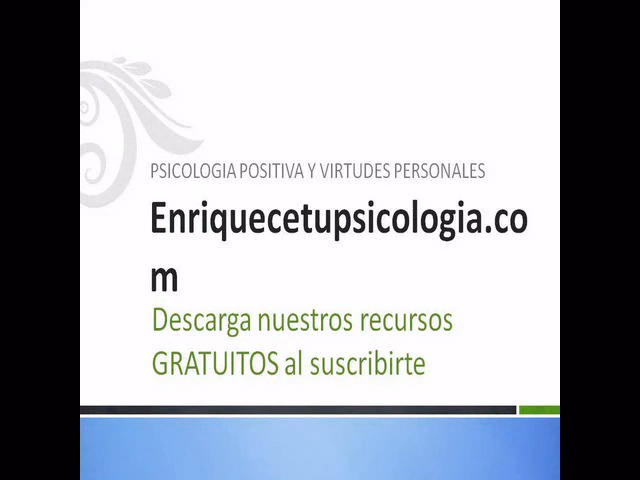 PSICOLOGIA POSITIVA Y VIRTUDES PERSONALES
Enriquecetupsicologia.co
m
Descarga nuestros recursos
GRATUITOS al suscribirte